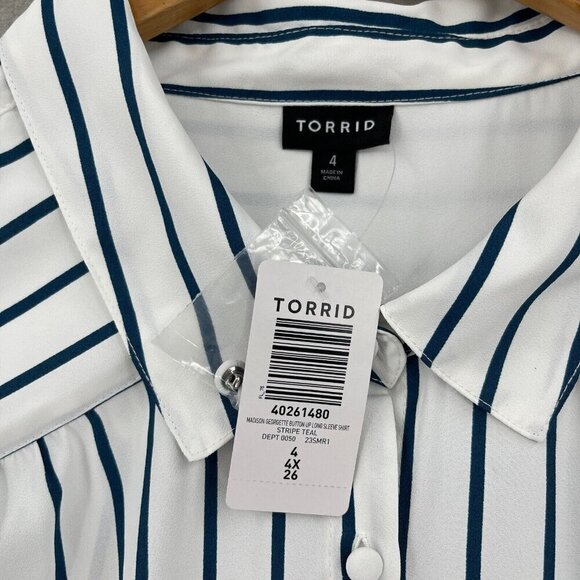 TORRID
4
MADE IN
CHINA
TORRID
40261480
MADISON GEORGETTE BUTTON UP LONG SLEEVE SHIRT
STRIPE TEAL
DEPT 0050 23SMR1
4
4X
26